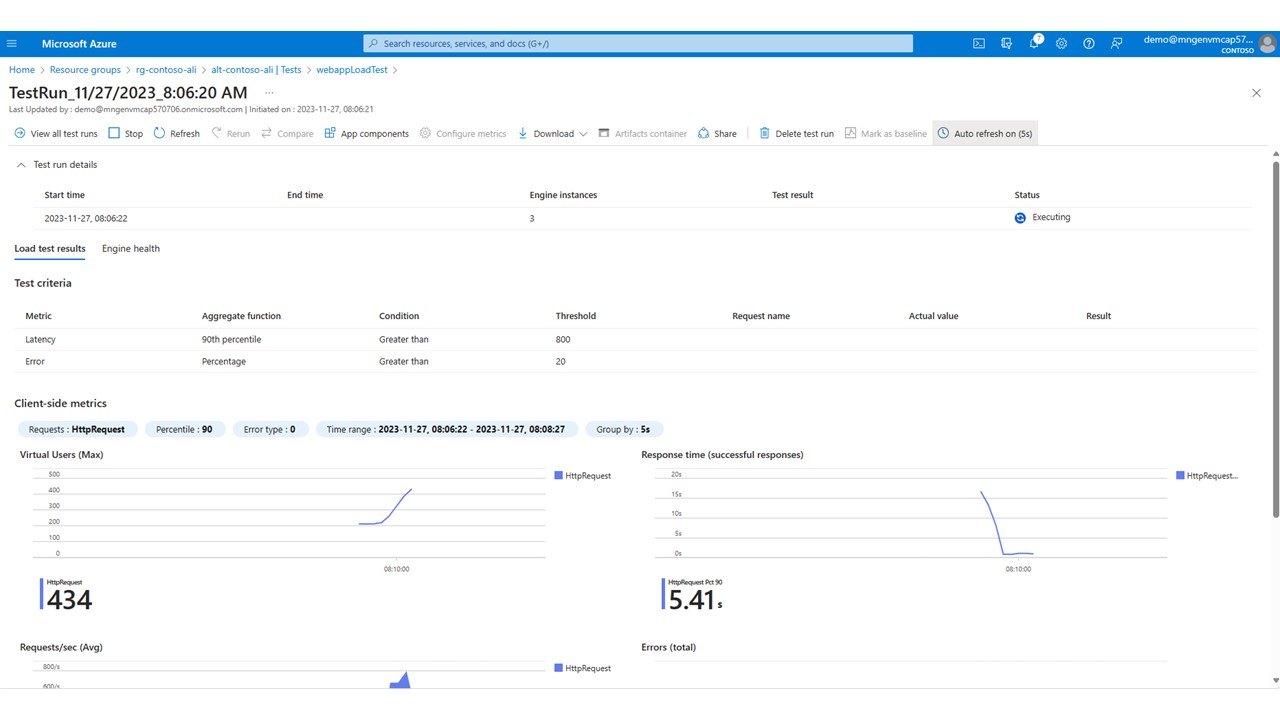 Microsoft Azure
Search resources, services, and docs (G+/)
7
demo@mngenvmcap57...
CONTOSO
Home > Resource groups > rg-contoso-ali > alt-contoso-ali | Tests > webappLoadTest >
TestRun_11/27/2023_8:06:20 AM ...
Last Updated by : demo@mngenvmcap570706.onmicrosoft.com | Initiated on : 2023-11-27, 08:06:21
View all test runs Stop Refresh Rerun Compare App components Configure metrics Download Artifacts container Share Delete test run Mark as baseline Auto refresh on (5s)
Test run details
Start time End time Engine instances Test result Status
2023-11-27, 08:06:22 3 Executing
Load test results Engine health
Test criteria
Metric Aggregate function Condition Threshold Request name Actual value Result
Latency 90th percentile Greater than 800
Error Percentage Greater than 20
Client-side metrics
Requests : HttpRequest Percentile : 90 Error type : 0 Time range : 2023-11-27, 08:06:22 - 2023-11-27, 08:08:27 Group by : 5s
Virtual Users (Max)
500
400
300
200
100
0
08:10:00
HttpRequest
HttpRequest
434
Response time (successful responses)
20s
15s
10s
5s
0s
08:10:00
HttpRequest...
HttpRequest Pct 90
5.41 s
Requests/sec (Avg)
800/s
600/s
HttpRequest
Errors (total)